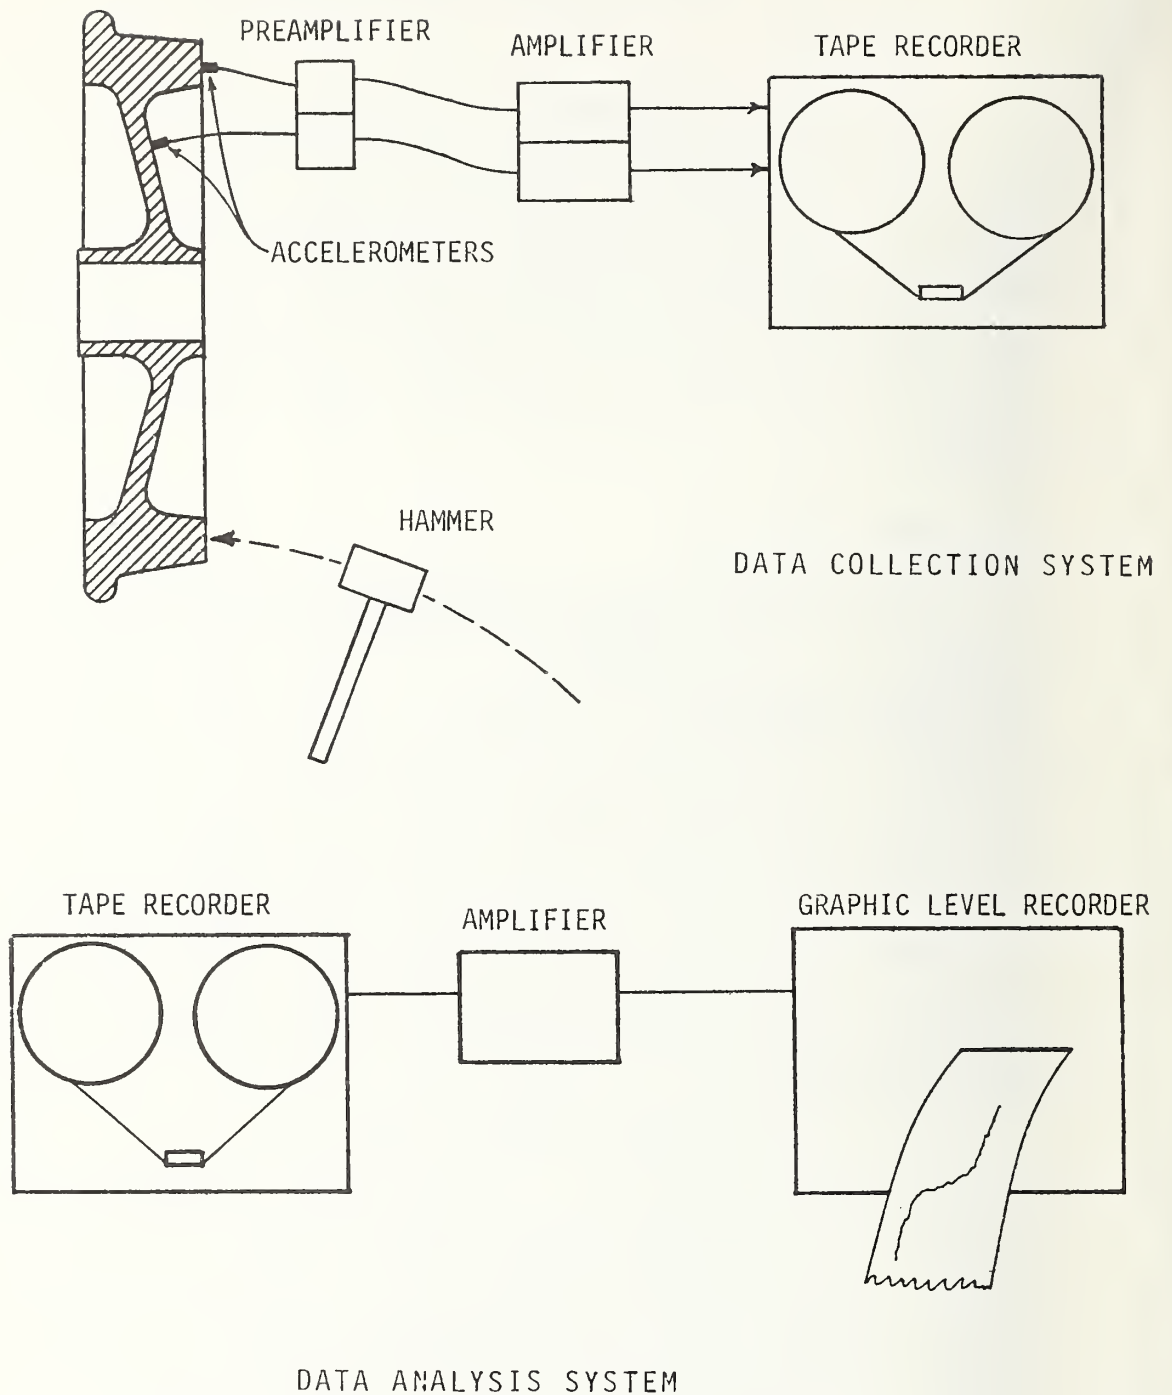 PREAMPLIFIER
AMPLIFIER
TAPE RECORDER
ACCELEROMETERS
HAMMER
DATA COLLECTION SYSTEM
TAPE RECORDER
AMPLIFIER
GRAPHIC LEVEL RECORDER
DATA ANALYSIS SYSTEM